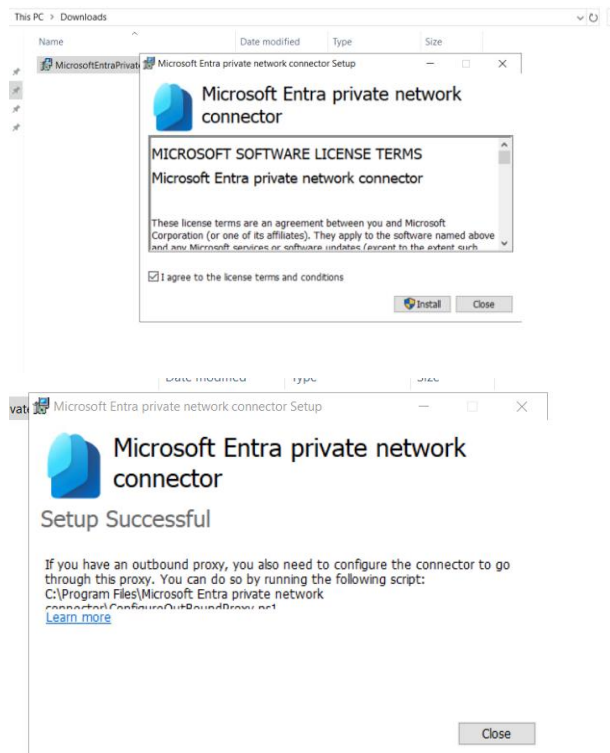 This PC > Downloads
Name Date modified Type Size
MicrosoftEntraPrivat
Microsoft Entra private network connector Setup
Microsoft Entra private network
connector
MICROSOFT SOFTWARE LICENSE TERMS
Microsoft Entra private network connector
These license terms are an agreement between you and Microsoft
Corporation (or one of its affiliates). They apply to the software named above
and any Microsoft services or software updates (except to the extent such
I agree to the license terms and conditions
Install Close
Date modified Type Size
vate
Microsoft Entra private network connector Setup
Microsoft Entra private network
connector
Setup Successful
If you have an outbound proxy, you also need to configure the connector to go
through this proxy. You can do so by running the following script:
C:\Program Files\Microsoft Entra private network
connector\ConfigureOutBoundProxy.ps1
Learn more
Close